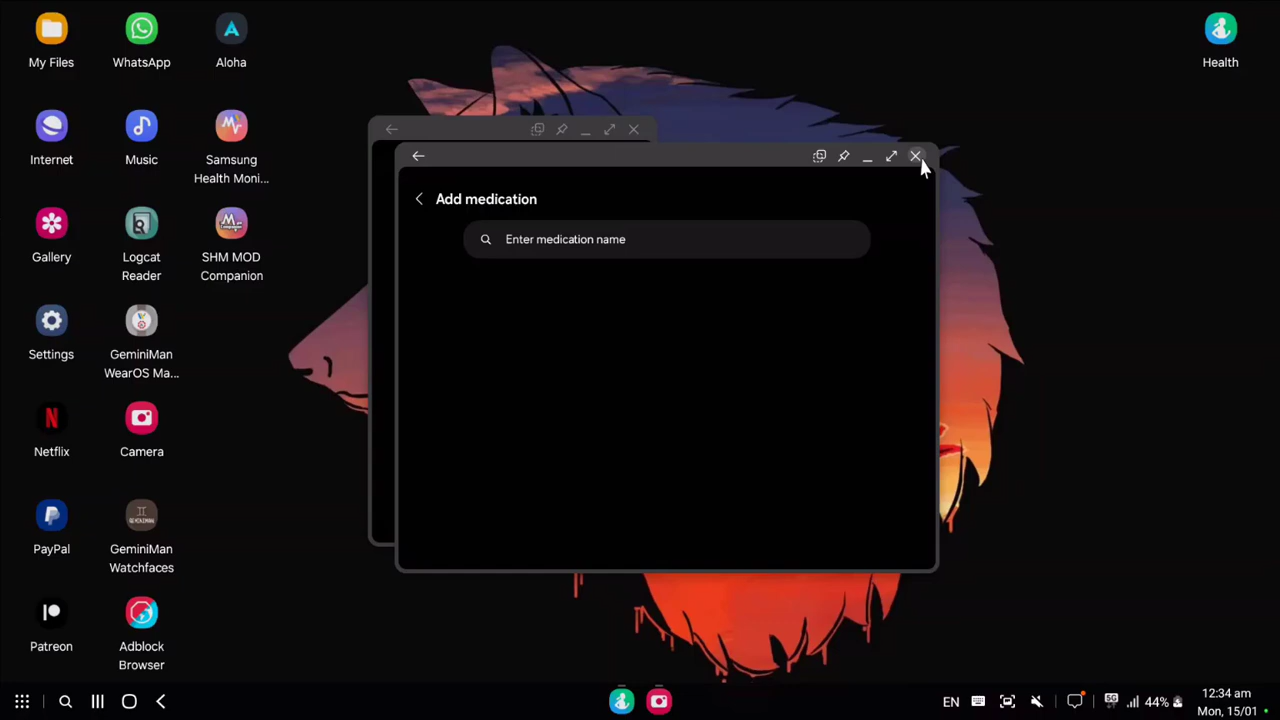 My Files
WhatsApp
Aloha
Health
Internet
Music
Samsung
Health Moni...
Gallery
Logcat
Reader
SHM MOD
Companion
Settings
GeminiMan
WearOS Ma...
Netflix
Camera
PayPal
GeminiMan
Watchfaces
Patreon
Adblock
Browser
Add medication
Enter medication name
EN
5G
44%
12:34 am
Mon, 15/01